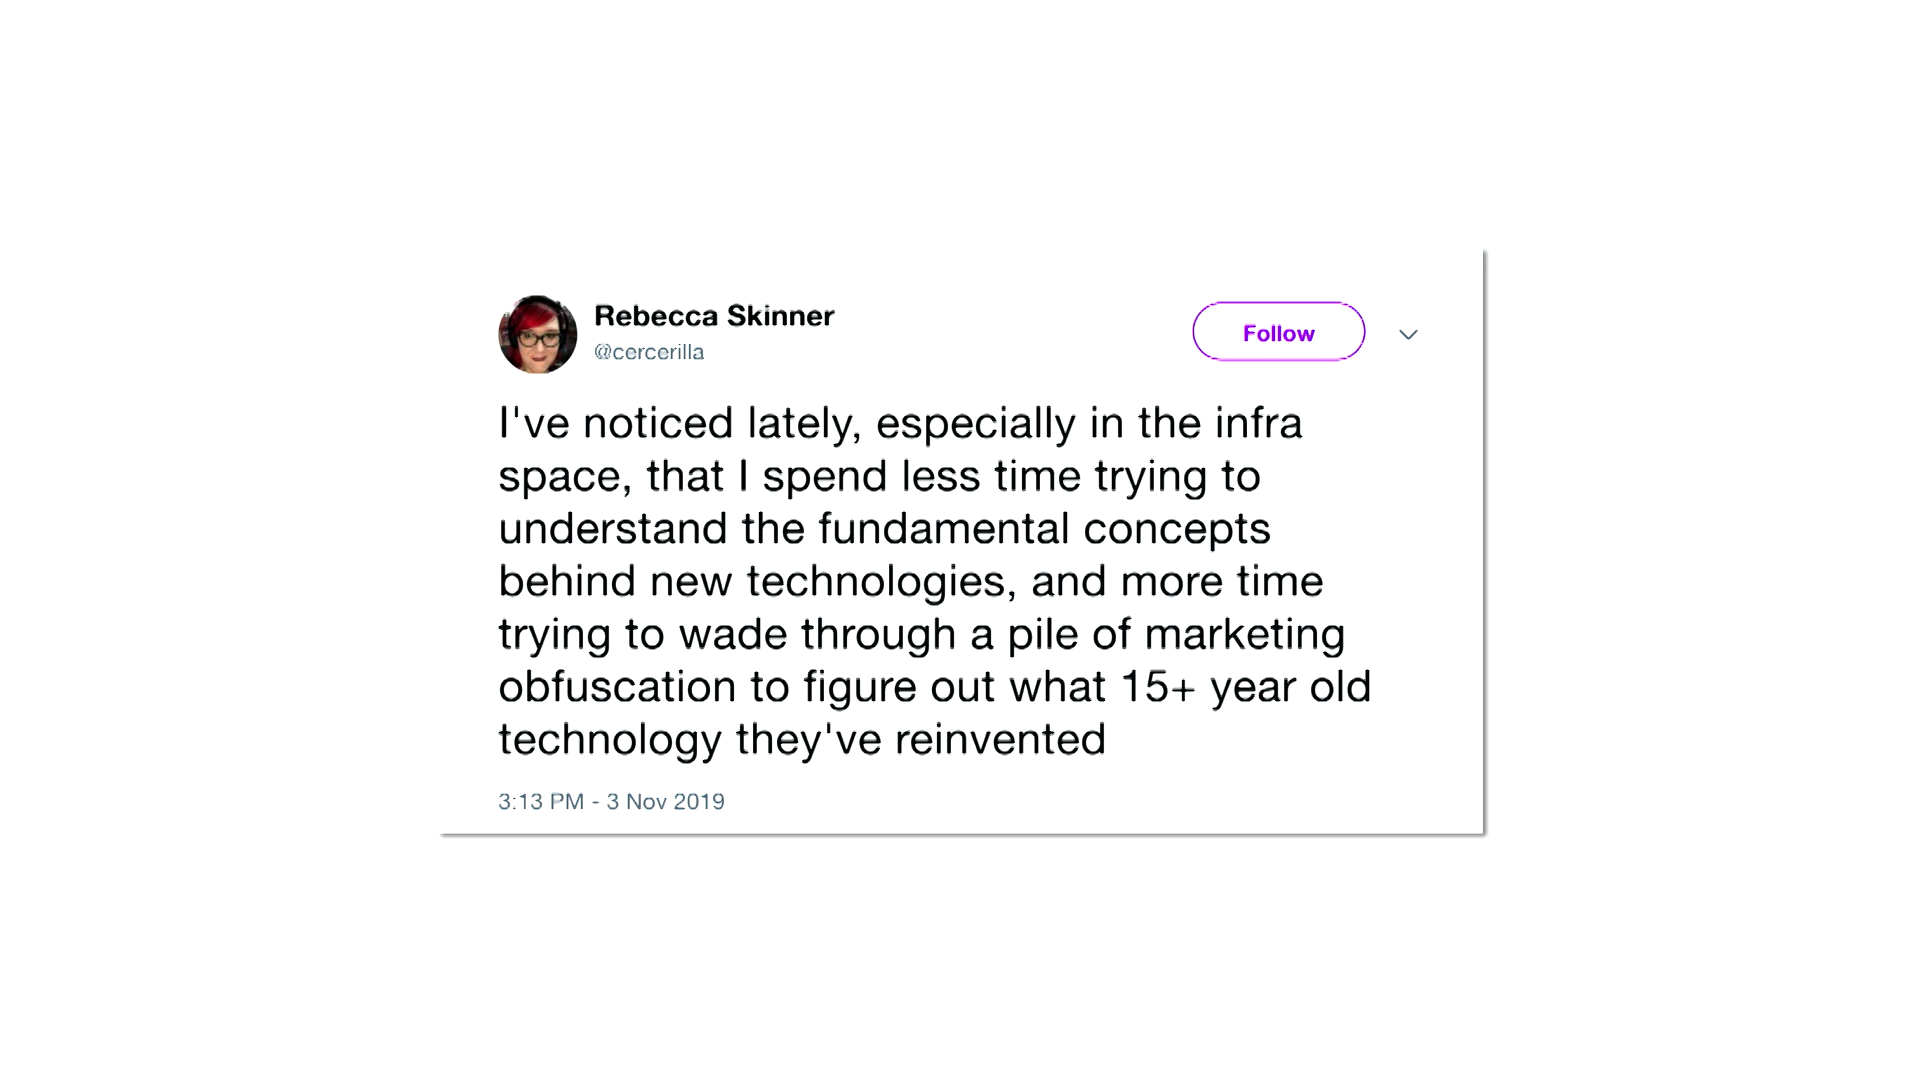 Rebecca Skinner
@cercerilla
Follow
I've noticed lately, especially in the infra
space, that I spend less time trying to
understand the fundamental concepts
behind new technologies, and more time
trying to wade through a pile of marketing
obfuscation to figure out what 15+ year old
technology they've reinvented
3:13 PM - 3 Nov 2019